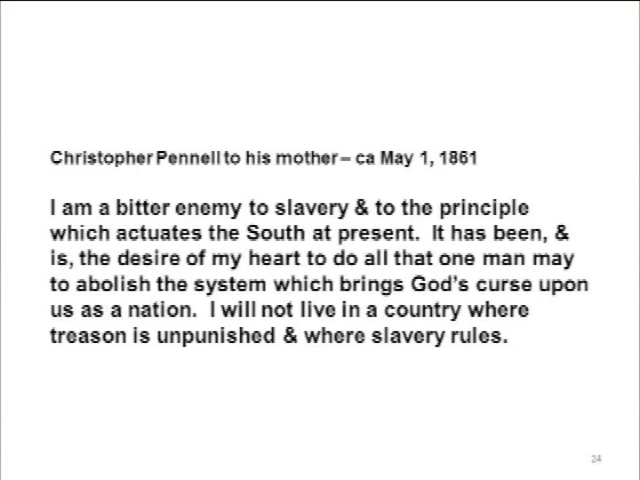 Christopher Pennell to his mother – ca May 1, 1861
I am a bitter enemy to slavery & to the principle
which actuates the South at present.  It has been, &
is, the desire of my heart to do all that one man may
to abolish the system which brings God's curse upon
us as a nation.  I will not live in a country where
treason is unpunished & where slavery rules.
24